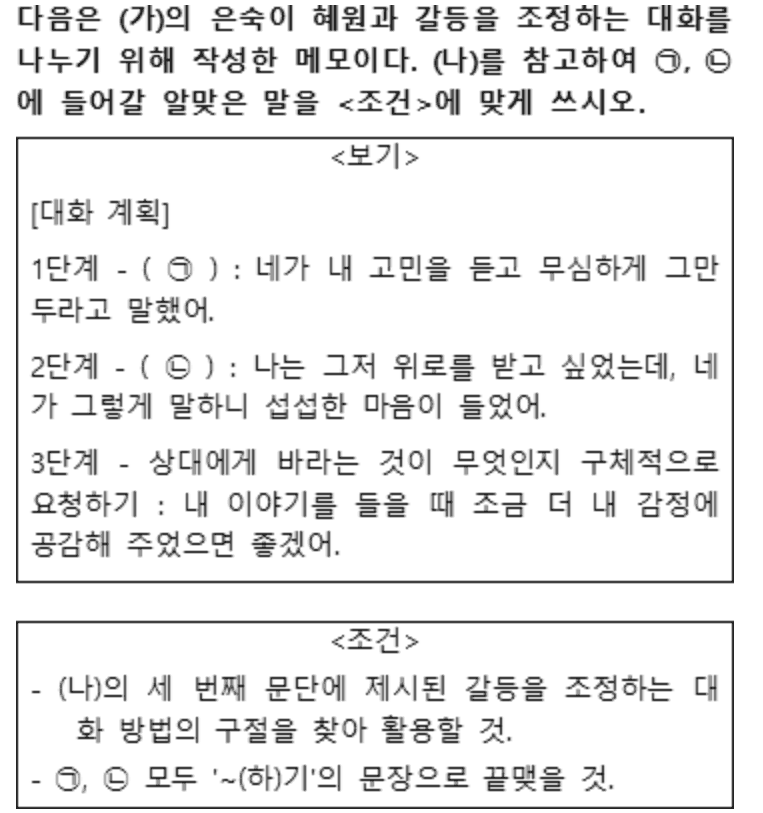 다음은 (가)의 은숙이 혜원과 갈등을 조정하는 대화를
나누기 위해 작성한 메모이다. (나)를 참고하여 ㉠, ㉡
에 들어갈 알맞은 말을 <조건>에 맞게 쓰시오.
<보기>
[대화 계획]
1단계 - ( ㉠ ) : 네가 내 고민을 듣고 무심하게 그만
두라고 말했어.
2단계 - ( ㉡ ) : 나는 그저 위로를 받고 싶었는데, 네
가 그렇게 말하니 섭섭한 마음이 들었어.
3단계 - 상대에게 바라는 것이 무엇인지 구체적으로
요청하기 : 내 이야기를 들을 때 조금 더 내 감정에
공감해 주었으면 좋겠어.
<조건>
- (나)의 세 번째 문단에 제시된 갈등을 조정하는 대
화 방법의 구절을 찾아 활용할 것.
- ㉠, ㉡ 모두 '~(하)기'의 문장으로 끝맺을 것.